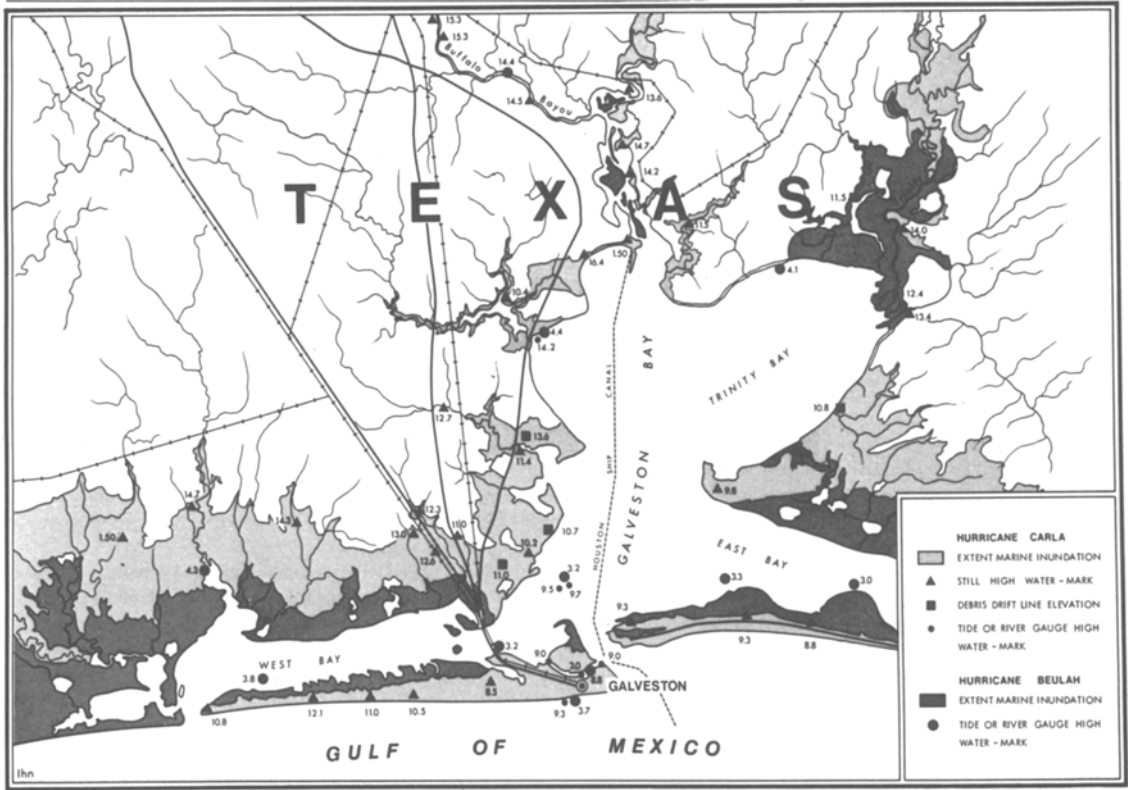 15.3
15.3
Buffalo
14.4
14.5
Bayou
13.6
14.7
14.2
TEXAS
11.5
11.5
14.0
1.50
16.4
4.1
10.4
12.4
13.4
4.4
14.2
BAY
TRINITY BAY
SHIP CANAL
12.7
10.8
13.6
11.4
HOUSTON
GALVESTON
9.8
14.7
14.3
12.3
11.0
13.0
10.7
10.2
1.50
12.6
4.3
11.0
3.2
9.5
9.7
EAST BAY
3.3
3.0
9.3
9.3
8.8
3.2
9.0
9.0
3.0
8.8
WEST BAY
3.8
8.5
GALVESTON
10.8
12.1
11.0
10.5
9.3
3.7
GULF OF MEXICO
lhn
HURRICANE CARLA
EXTENT MARINE INUNDATION
STILL HIGH WATER-MARK
DEBRIS DRIFT LINE ELEVATION
TIDE OR RIVER GAUGE HIGH
WATER-MARK
HURRICANE BEULAH
EXTENT MARINE INUNDATION
TIDE OR RIVER GAUGE HIGH
WATER-MARK